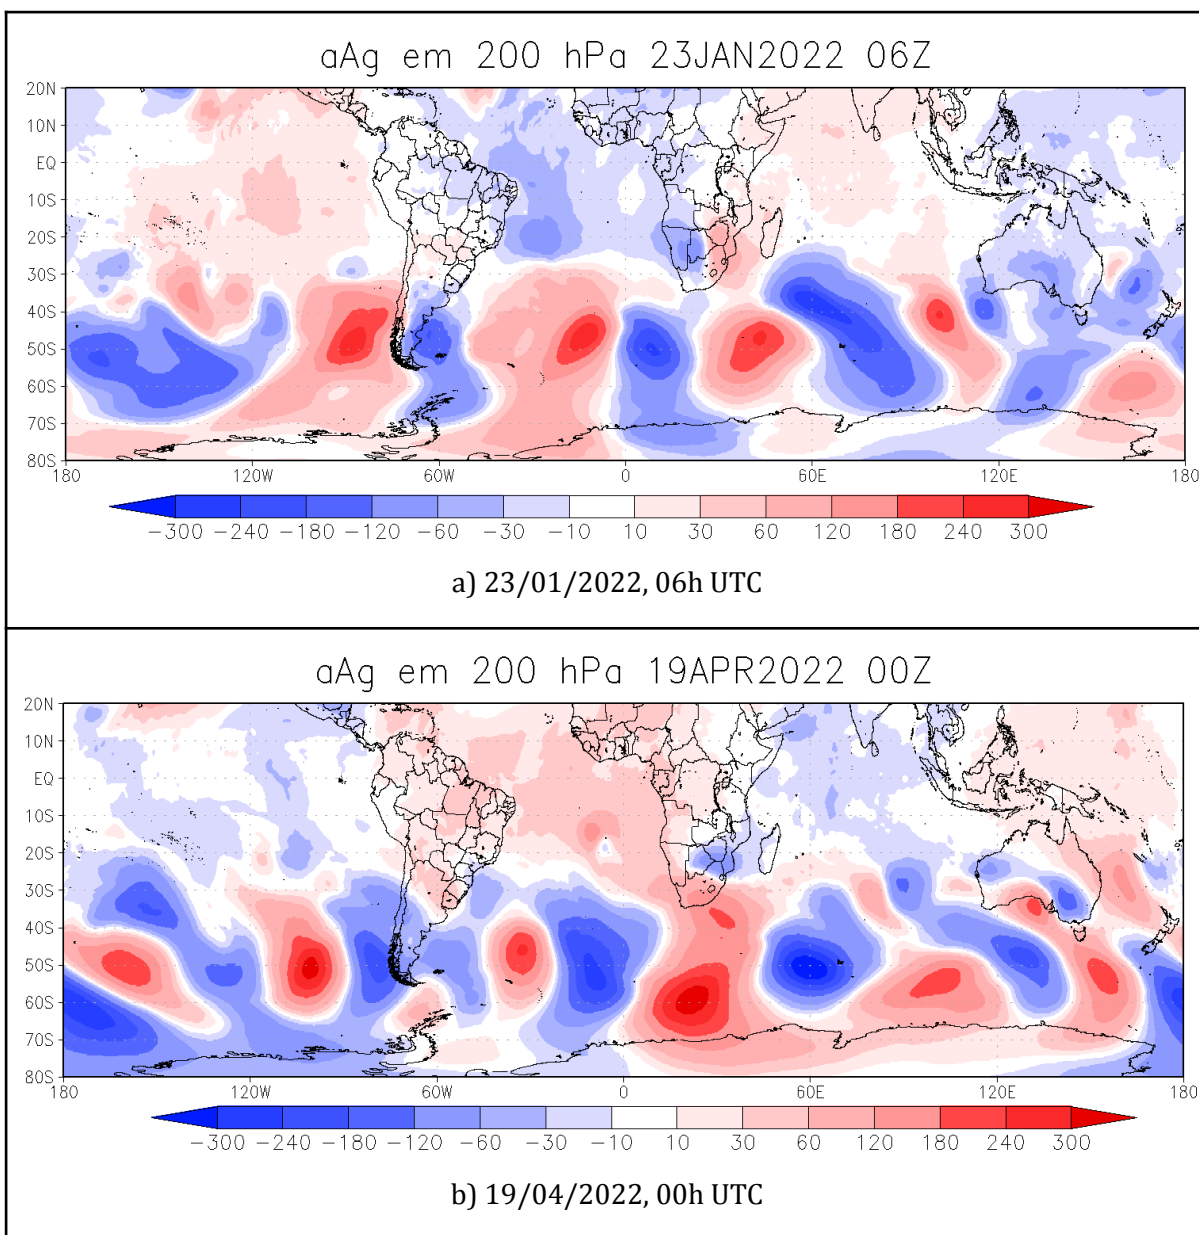 aAg em 200 hPa 23JAN2022 06Z
20N
10N
EQ
10S
20S
30S
40S
50S
60S
70S
80S
180 120W 60W 0 60E 120E 180
-300 -240 -180 -120 -60 -30 -10 10 30 60 120 180 240 300
a) 23/01/2022, 06h UTC
aAg em 200 hPa 19APR2022 00Z
20N
10N
EQ
10S
20S
30S
40S
50S
60S
70S
80S
180 120W 60W 0 60E 120E 180
-300 -240 -180 -120 -60 -30 -10 10 30 60 120 180 240 300
b) 19/04/2022, 00h UTC